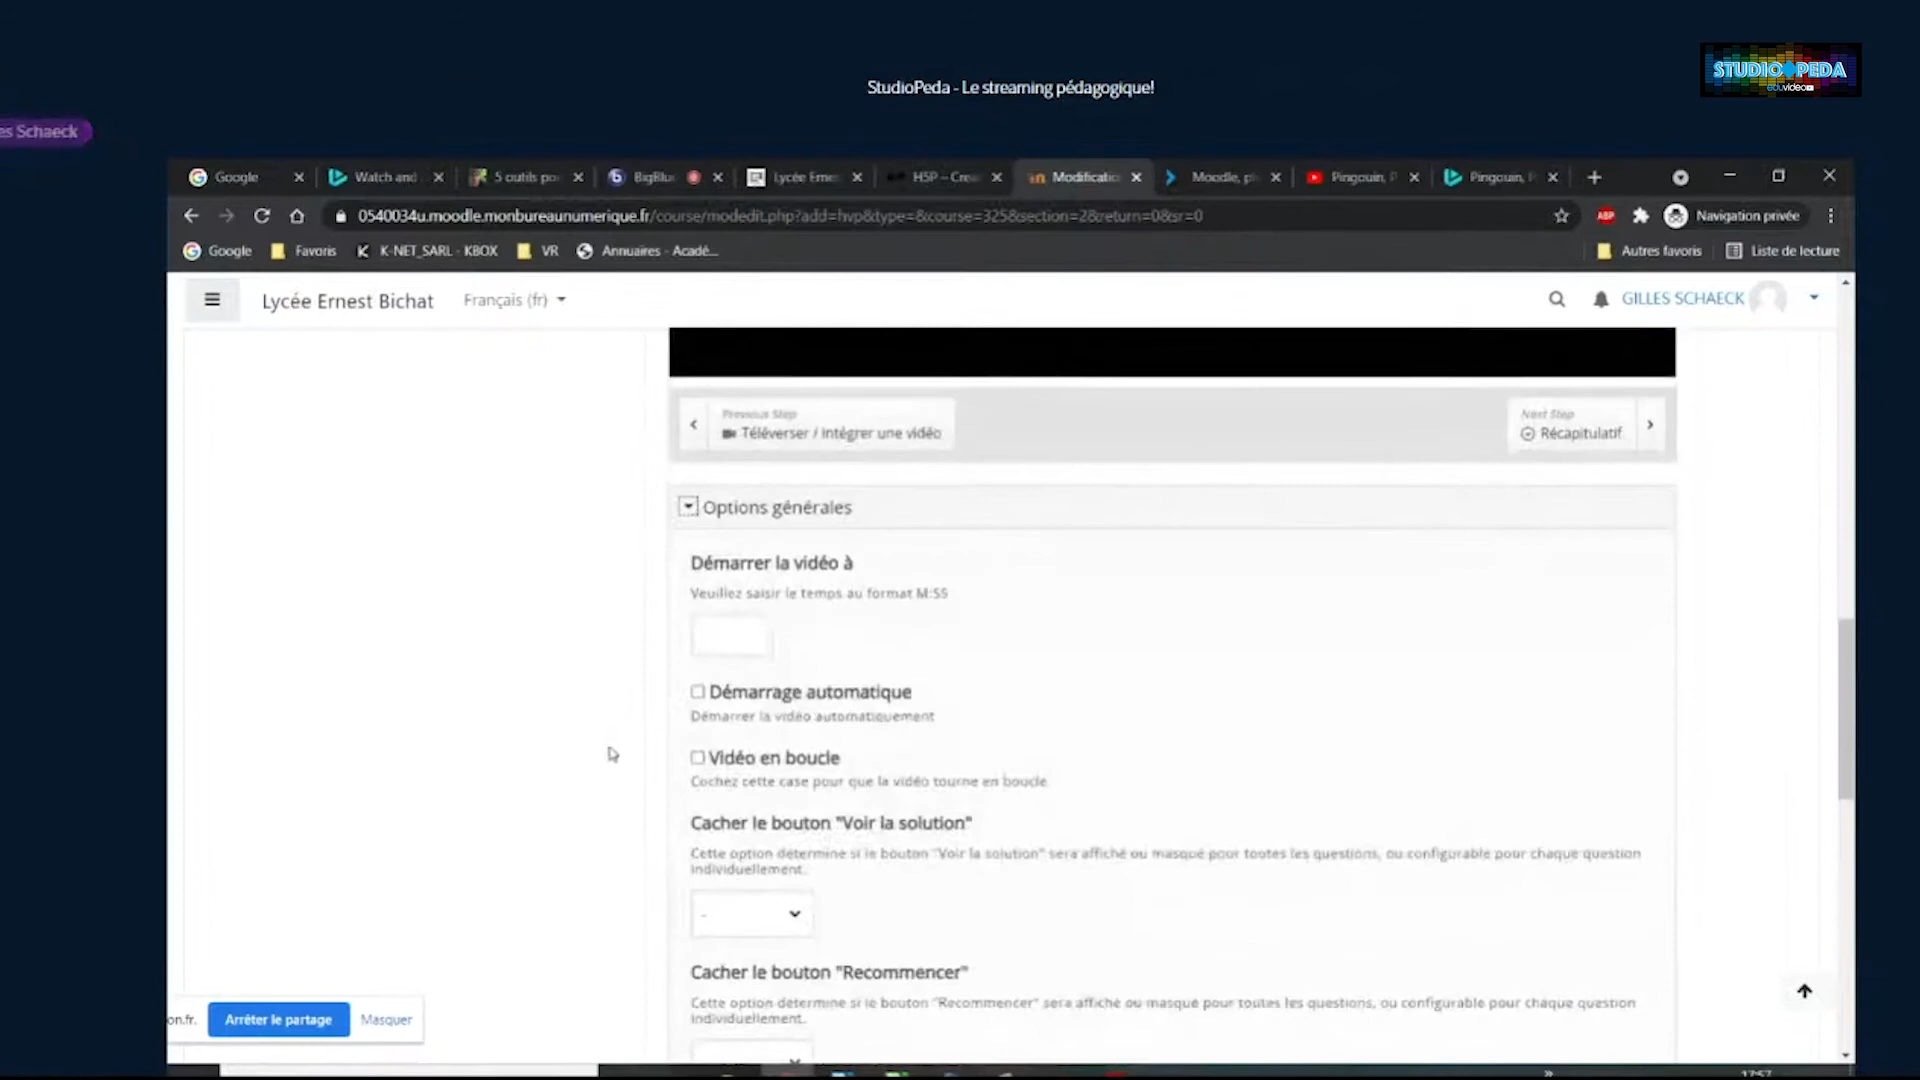 STUDIO PEDA
eduvideo
StudioPeda - Le streaming pédagogique!
es Schaeck
Google
Watch and
5 outils po
BigBlu
Lycée Erne
H5P – Crea
Modificatio
Moodle, p
Pingouin, P
Pingouin, P
0540034u.moodle.monbureaunumerique.fr/course/modedit.php?add=hvp&type=&course=325&section=2&return=0&sr=0
ABP
Navigation privée
Google
Favoris
K-NET_SARL - KBOX
VR
Annuaires - Acadé...
Autres favoris
Liste de lecture
Lycée Ernest Bichat
Français (fr)
GILLES SCHAECK
Previous Step
Téléverser / Intégrer une vidéo
Next Step
Récapitulatif
Options générales
Démarrer la vidéo à
Veuillez saisir le temps au format M:SS
Démarrage automatique
Démarrer la vidéo automatiquement
Vidéo en boucle
Cochez cette case pour que la vidéo tourne en boucle
Cacher le bouton "Voir la solution"
Cette option détermine si le bouton "Voir la solution" sera affiché ou masqué pour toutes les questions, ou configurable pour chaque question
individuellement.
-
Cacher le bouton "Recommencer"
Cette option détermine si le bouton "Recommencer" sera affiché ou masqué pour toutes les questions, ou configurable pour chaque question
individuellement.
on.fr.
Arrêter le partage
Masquer
17:57